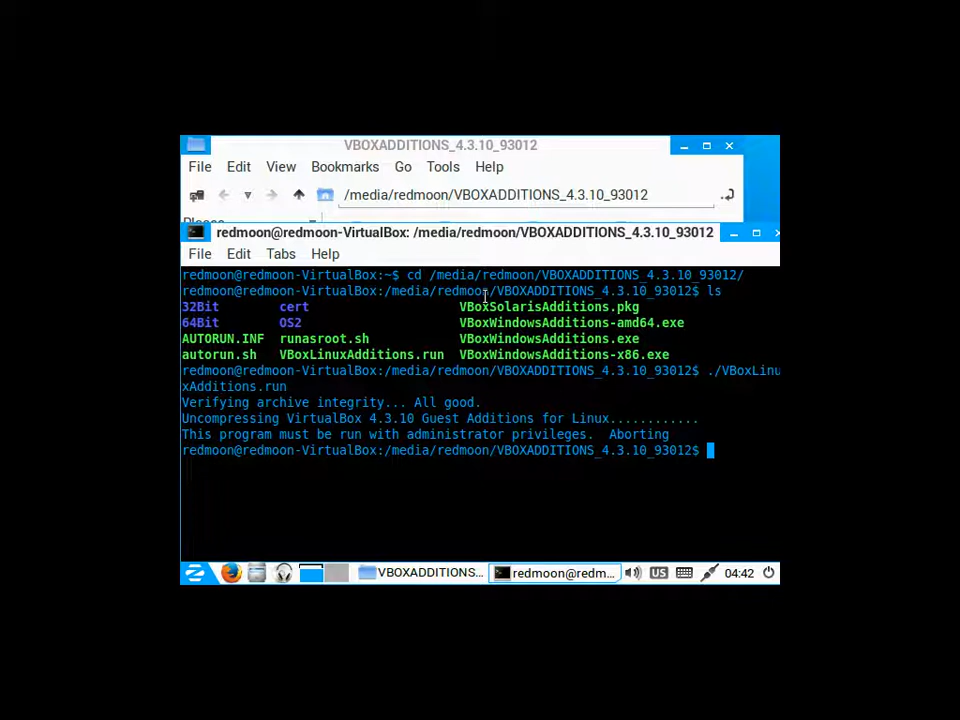 VBOXADDITIONS_4.3.10_93012
File Edit View Bookmarks Go Tools Help
/media/redmoon/VBOXADDITIONS_4.3.10_93012
redmoon@redmoon-VirtualBox: /media/redmoon/VBOXADDITIONS_4.3.10_93012
File Edit Tabs Help
redmoon@redmoon-VirtualBox:~$ cd /media/redmoon/VBOXADDITIONS_4.3.10_93012/
redmoon@redmoon-VirtualBox:/media/redmoon/VBOXADDITIONS_4.3.10_93012$ ls
32Bit cert VBoxSolarisAdditions.pkg
64Bit OS2 VBoxWindowsAdditions-amd64.exe
AUTORUN.INF runasroot.sh VBoxWindowsAdditions.exe
autorun.sh VBoxLinuxAdditions.run VBoxWindowsAdditions-x86.exe
redmoon@redmoon-VirtualBox:/media/redmoon/VBOXADDITIONS_4.3.10_93012$ ./VBoxLinu
xAdditions.run
Verifying archive integrity... All good.
Uncompressing VirtualBox 4.3.10 Guest Additions for Linux............
This program must be run with administrator privileges.  Aborting
redmoon@redmoon-VirtualBox:/media/redmoon/VBOXADDITIONS_4.3.10_93012$
VBOXADDITIONS... redmoon@redm... US 04:42